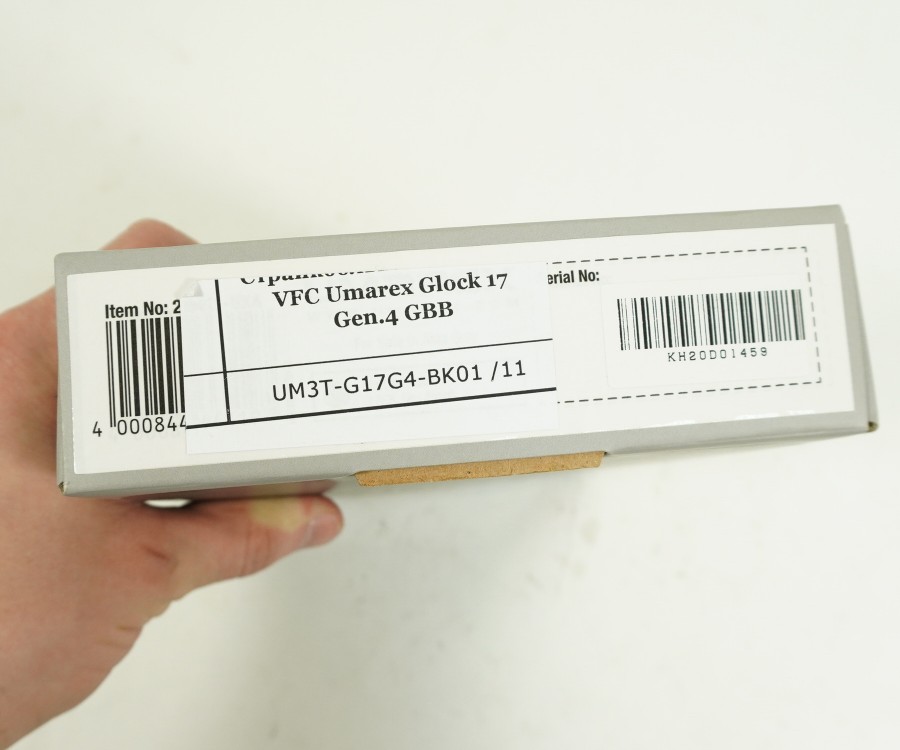 Item No: 2
4 000844
VFC Umarex Glock 17
Gen.4 GBB
UM3T-G17G4-BK01 /11
erial No:
KH20D01459